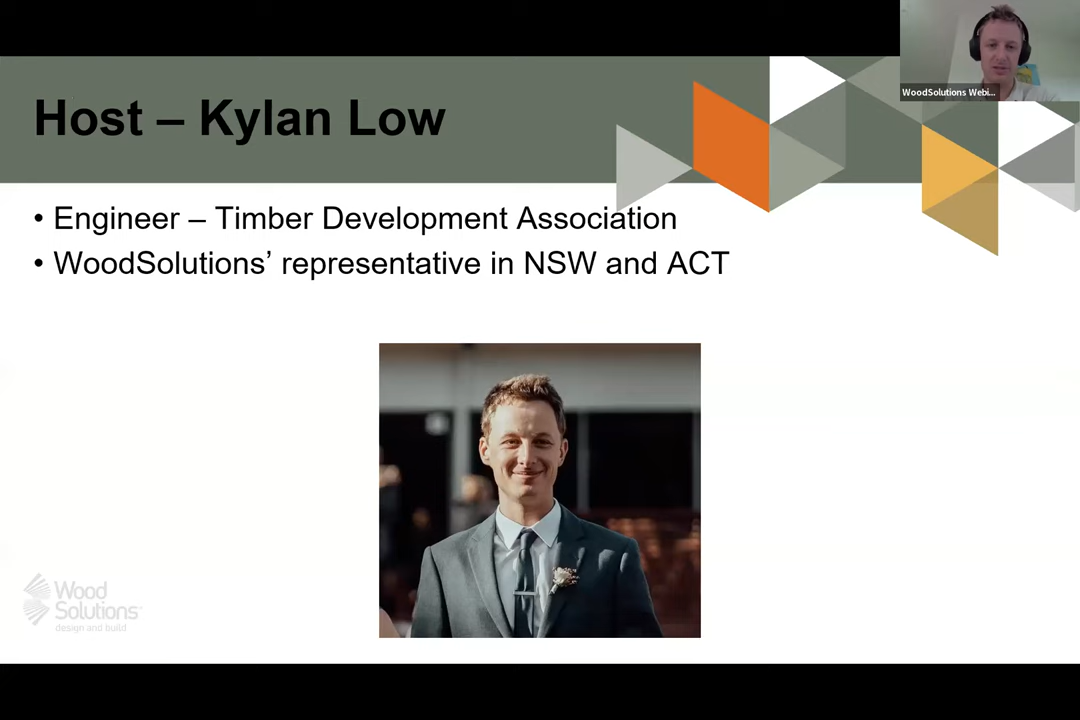 WoodSolutions Webi...
Host – Kylan Low
• Engineer – Timber Development Association
• WoodSolutions’ representative in NSW and ACT
Wood
Solutions
design and build